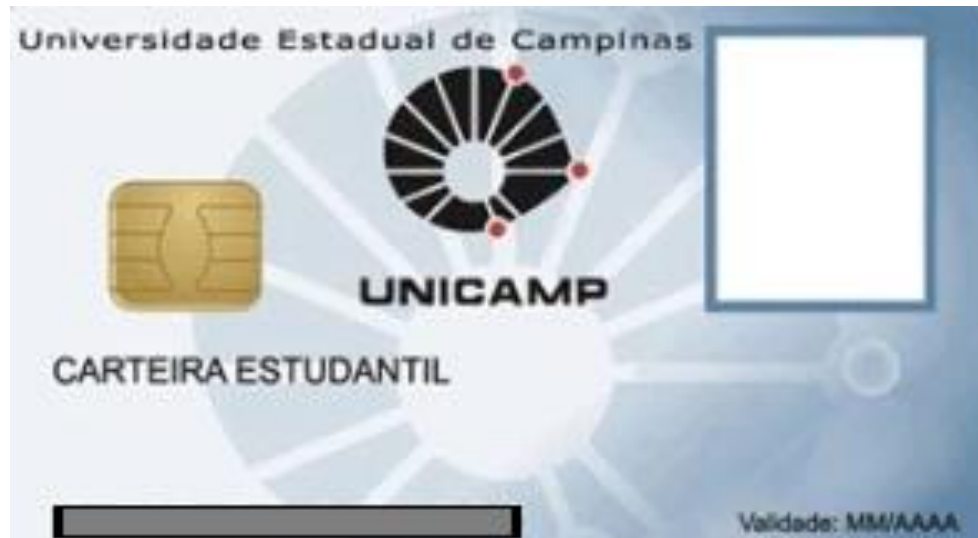 Universidade Estadual de Campinas
UNICAMP
CARTEIRA ESTUDANTIL
Validade: MM/AAAA